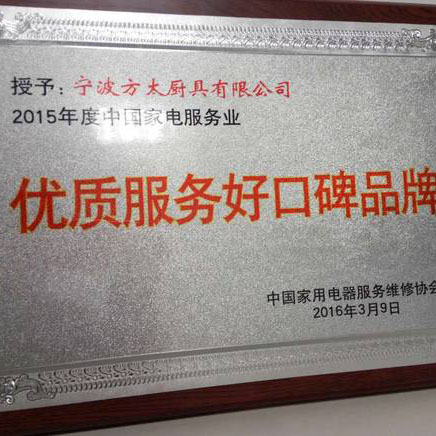 授予：宁波方太厨具有限公司
2015年度中国家电服务业
优质服务好口碑品牌
中国家用电器服务维修协会
2016年3月9日